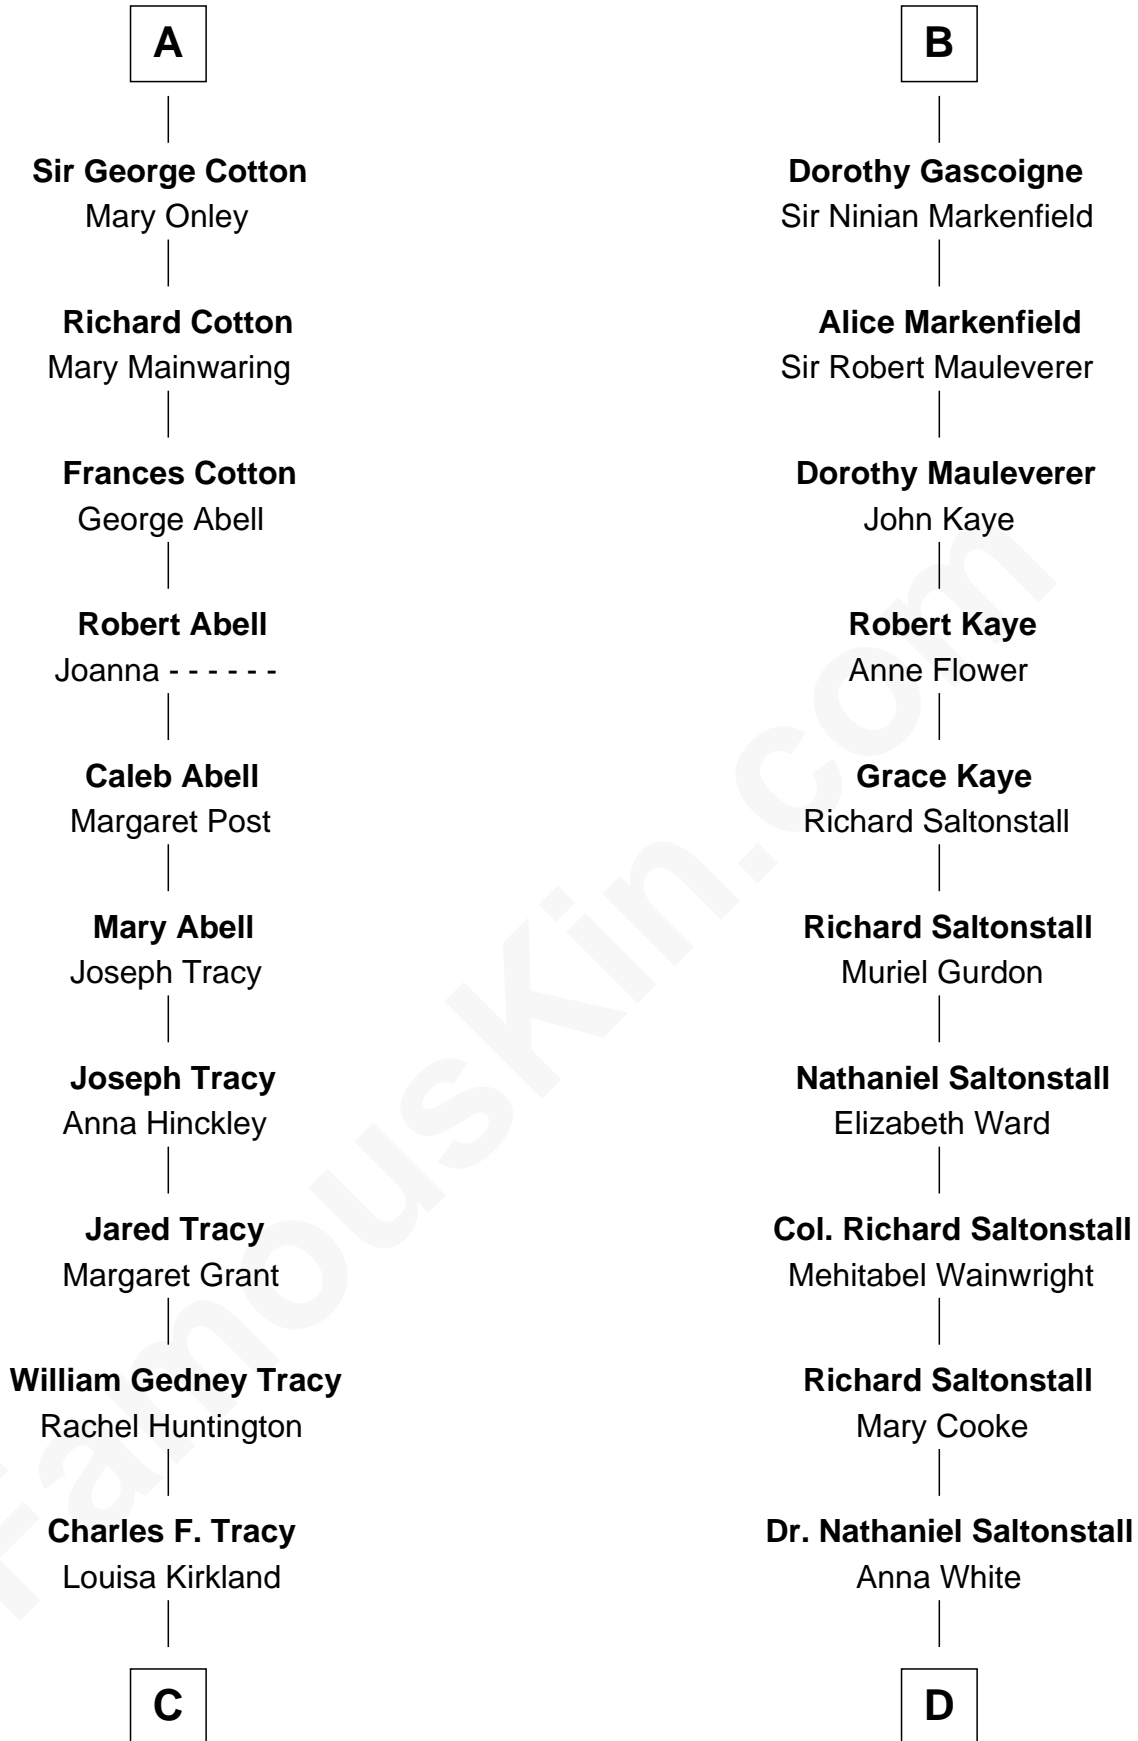 A
Sir George Cotton
Mary Onley
Richard Cotton
Mary Mainwaring
Frances Cotton
George Abell
Robert Abell
Joanna - - - - - -
Caleb Abell
Margaret Post
Mary Abell
Joseph Tracy
Joseph Tracy
Anna Hinckley
Jared Tracy
Margaret Grant
William Gedney Tracy
Rachel Huntington
Charles F. Tracy
Louisa Kirkland
C
B
Dorothy Gascoigne
Sir Ninian Markenfield
Alice Markenfield
Sir Robert Mauleverer
Dorothy Mauleverer
John Kaye
Robert Kaye
Anne Flower
Grace Kaye
Richard Saltonstall
Richard Saltonstall
Muriel Gurdon
Nathaniel Saltonstall
Elizabeth Ward
Col. Richard Saltonstall
Mehitabel Wainwright
Richard Saltonstall
Mary Cooke
Dr. Nathaniel Saltonstall
Anna White
D
FamousKin.com